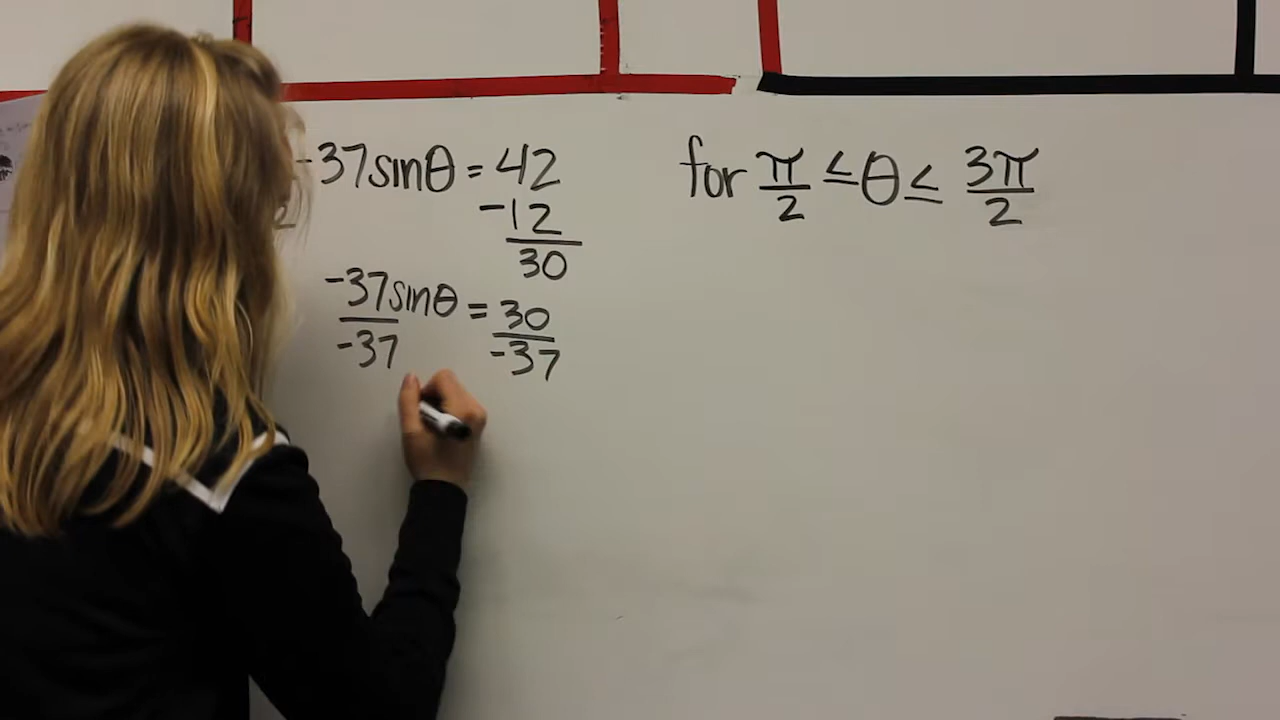 -37sinθ = 42
for π/2 ≤ θ ≤ 3π/2
-12
30
-37sinθ = 30
-37 -37